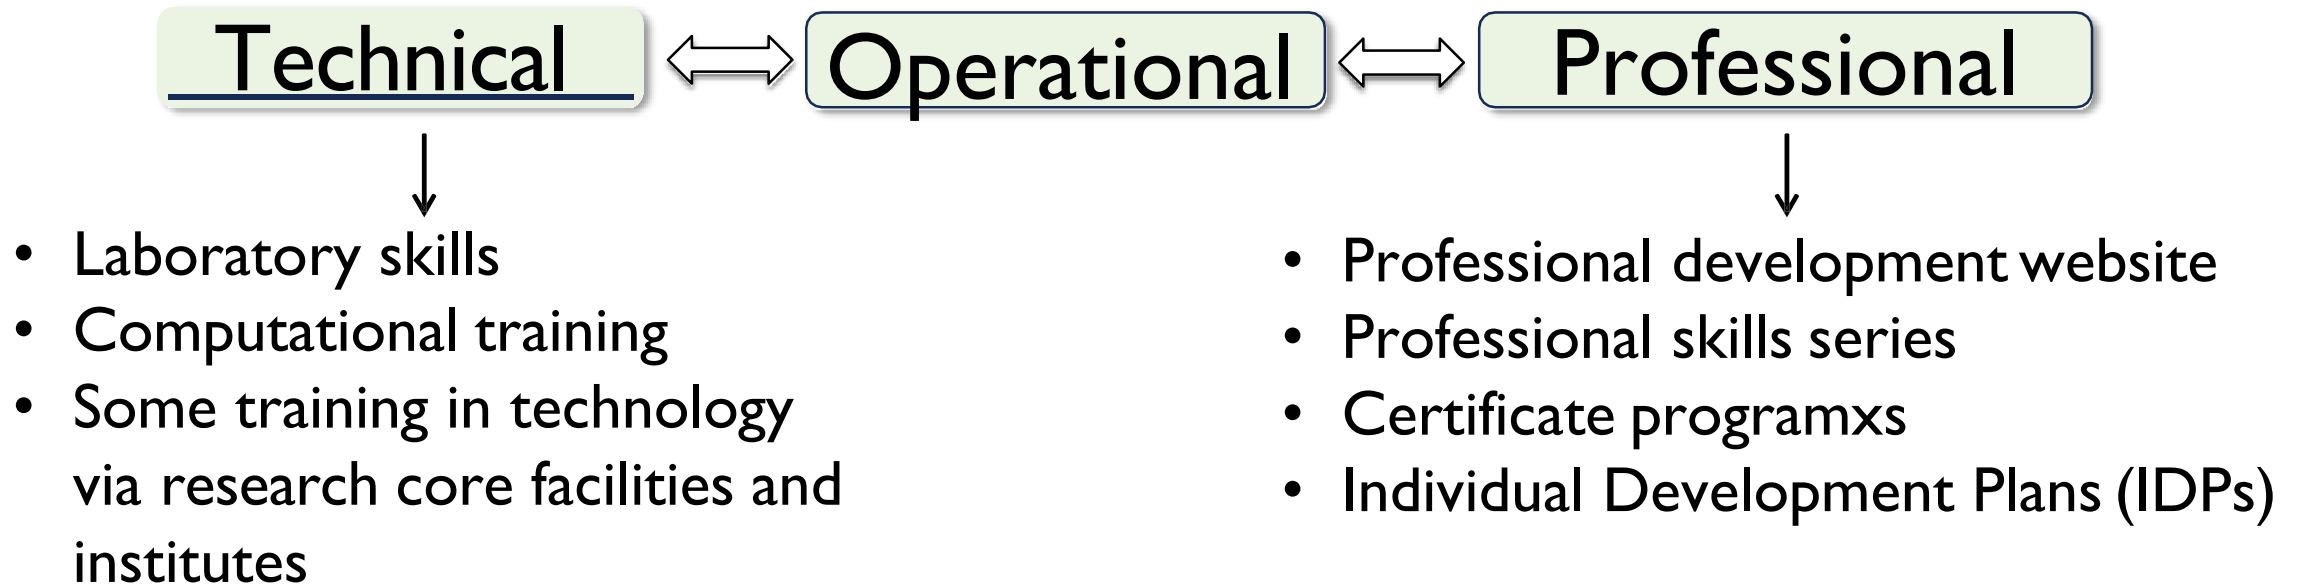 Technical
Operational
Professional
• Laboratory skills
• Computational training
• Some training in technology
via research core facilities and
institutes
• Professional development website
• Professional skills series
• Certificate programxs
• Individual Development Plans (IDPs)